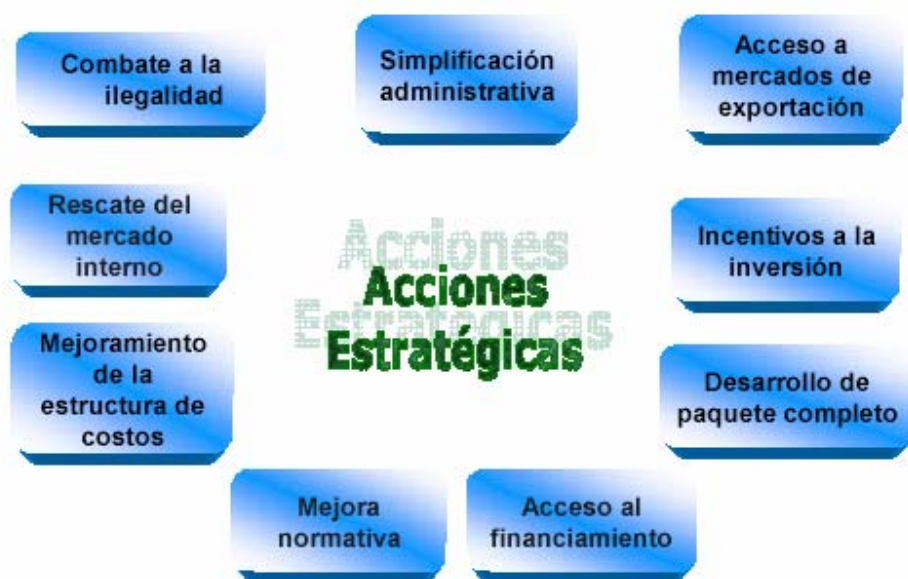 Combate a la
ilegalidad
Simplificación
administrativa
Acceso a
mercados de
exportación
Rescate del
mercado
interno
Acciones
Estratégicas
Incentivos a la
inversión
Mejoramiento
de la
estructura de
costos
Desarrollo de
paquete completo
Mejora
normativa
Acceso al
financiamiento